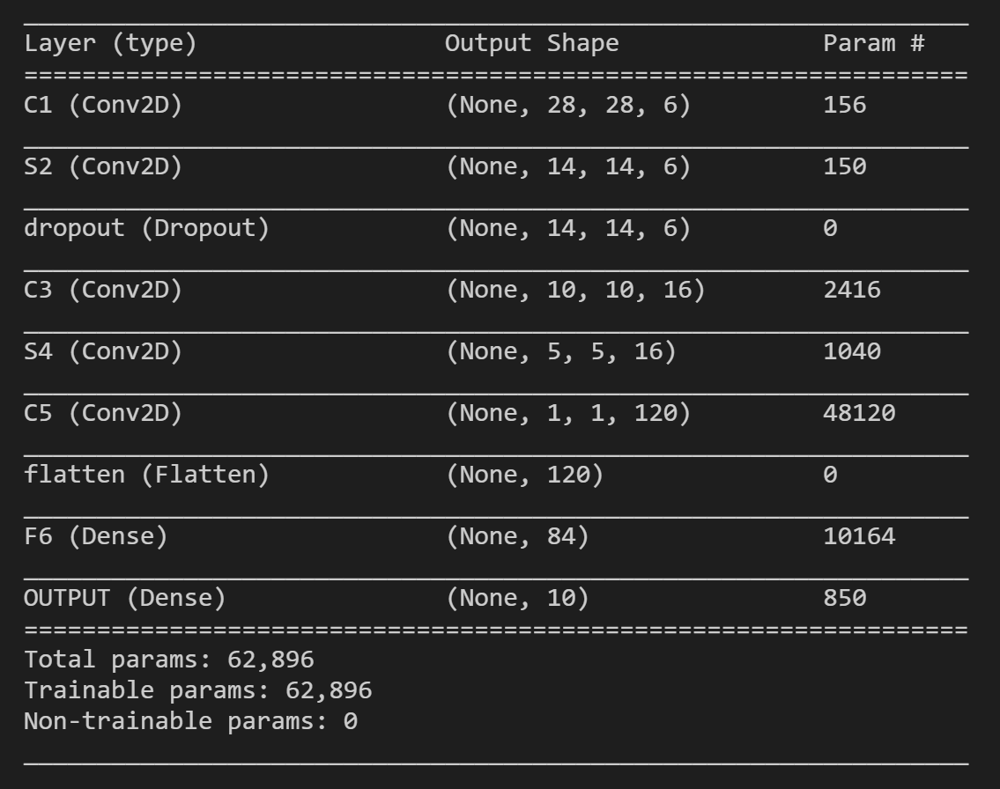 _________________________________________________________________
Layer (type)                 Output Shape              Param #
=================================================================
C1 (Conv2D)                  (None, 28, 28, 6)         156
_________________________________________________________________
S2 (Conv2D)                  (None, 14, 14, 6)         150
_________________________________________________________________
dropout (Dropout)            (None, 14, 14, 6)         0
_________________________________________________________________
C3 (Conv2D)                  (None, 10, 10, 16)        2416
_________________________________________________________________
S4 (Conv2D)                  (None, 5, 5, 16)          1040
_________________________________________________________________
C5 (Conv2D)                  (None, 1, 1, 120)         48120
_________________________________________________________________
flatten (Flatten)            (None, 120)               0
_________________________________________________________________
F6 (Dense)                   (None, 84)                10164
_________________________________________________________________
OUTPUT (Dense)               (None, 10)                850
=================================================================
Total params: 62,896
Trainable params: 62,896
Non-trainable params: 0
_________________________________________________________________